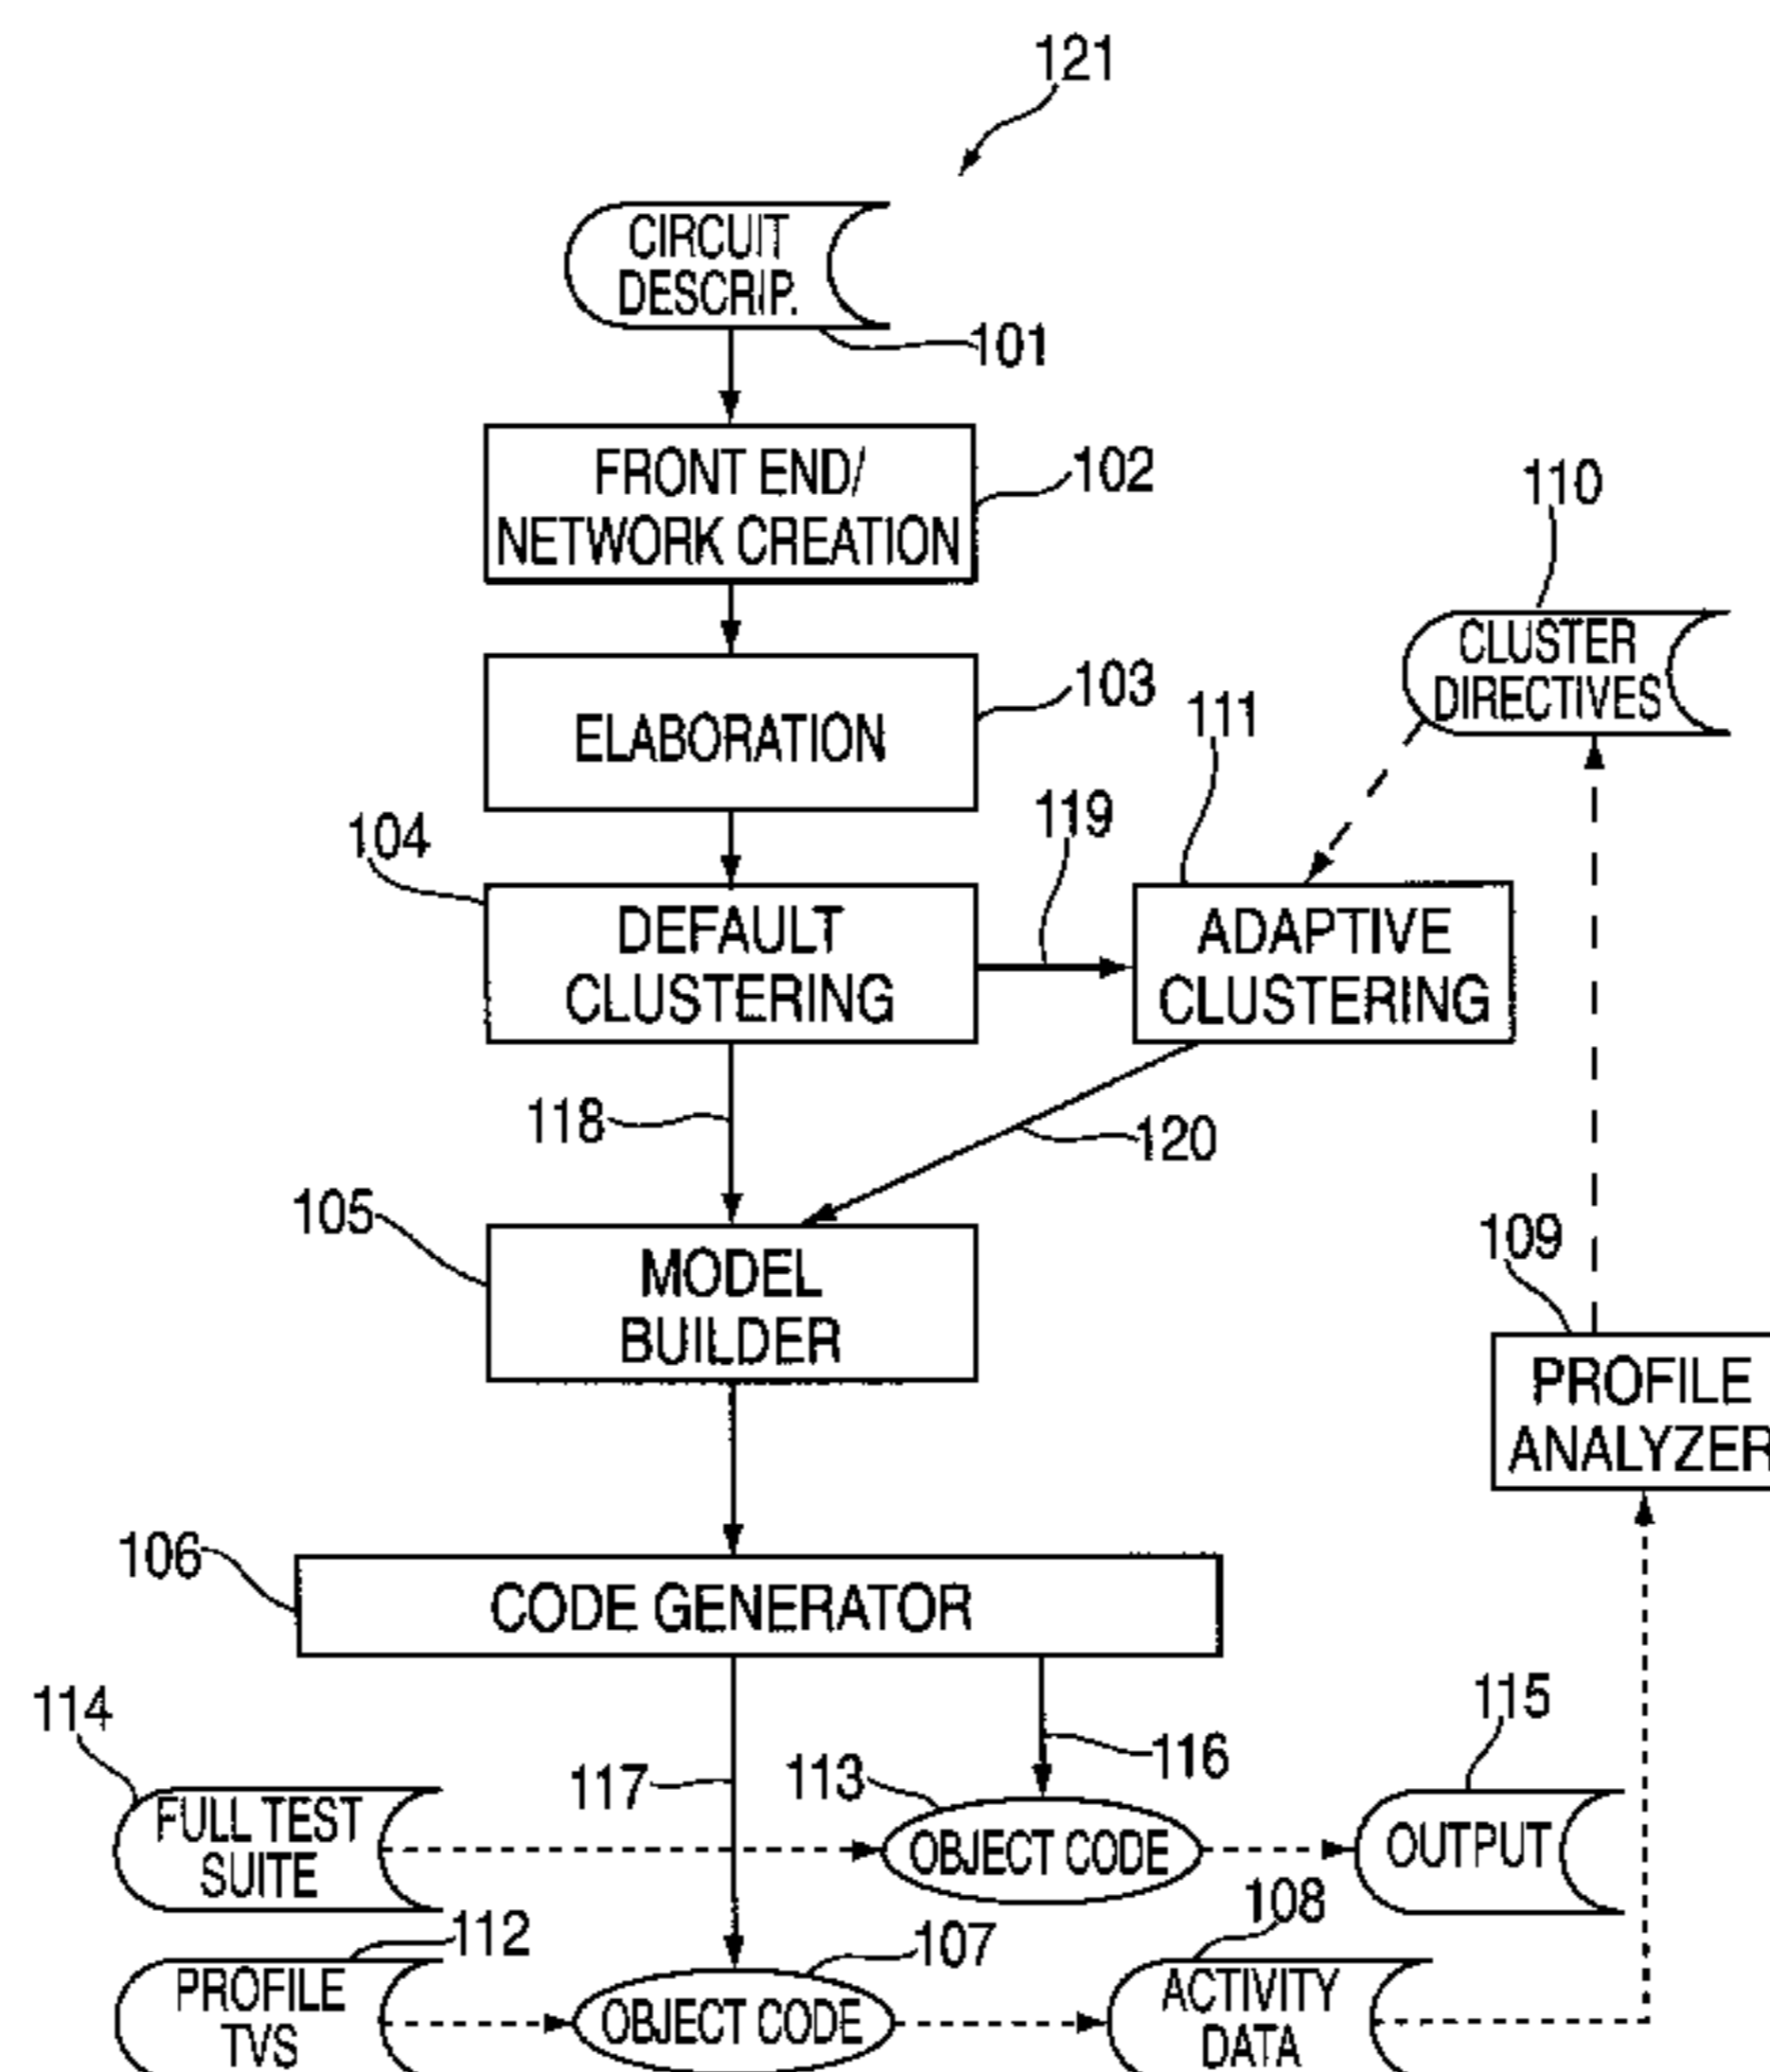 121
CIRCUIT
DESCRIP.
101
FRONT END/
NETWORK CREATION
102
110
CLUSTER
DIRECTIVES
ELABORATION
103
111
119
104
DEFAULT
CLUSTERING
ADAPTIVE
CLUSTERING
118
120
105
MODEL
BUILDER
109
PROFILE
ANALYZER
106
CODE GENERATOR
114
FULL TEST
SUITE
117
113
116
115
OBJECT CODE
OUTPUT
112
PROFILE
TVS
107
OBJECT CODE
108
ACTIVITY
DATA